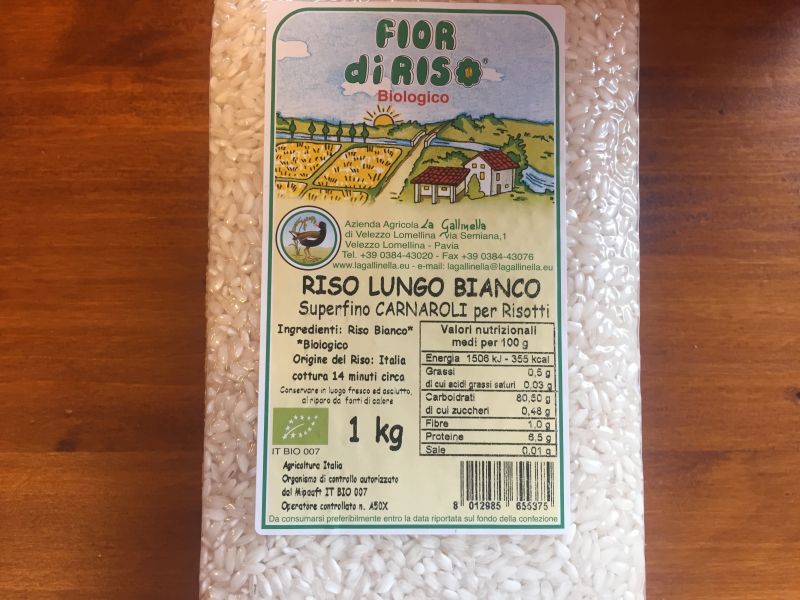 FIOR
di RISO®
Biologico
Azienda Agricola La Gallinella
di Velezzo Lomellina Via Semiana,1
Velezzo Lomellina - Pavia
Tel. +39 0384-43020 - Fax +39 0384-43076
www.lagallinella.eu - e-mail: lagallinella@lagallinella.eu
RISO LUNGO BIANCO
Superfino CARNAROLI per Risotti
Ingredienti: Riso Bianco*
*Biologico
Origine del Riso: Italia
cottura 14 minuti circa
Conservare in luogo fresco ed asciutto,
al riparo da fonti di calore
1 kg
IT BIO 007
Agricoltura Italia
Organismo di controllo autorizzato
dal Mipaaft IT BIO 007
Operatore controllato n. A50X
Valori nutrizionali
medi per 100 g
Energia 1506 kJ - 355 kcal
Grassi 0,6 g
di cui acidi grassi saturi 0,03 g
Carboidrati 80,50 g
di cui zuccheri 0,48 g
Fibre 1,0 g
Proteine 6,5 g
Sale 0,01 g
8 012985 655375
Da consumarsi preferibilmente entro la data riportata sul fondo della confezione